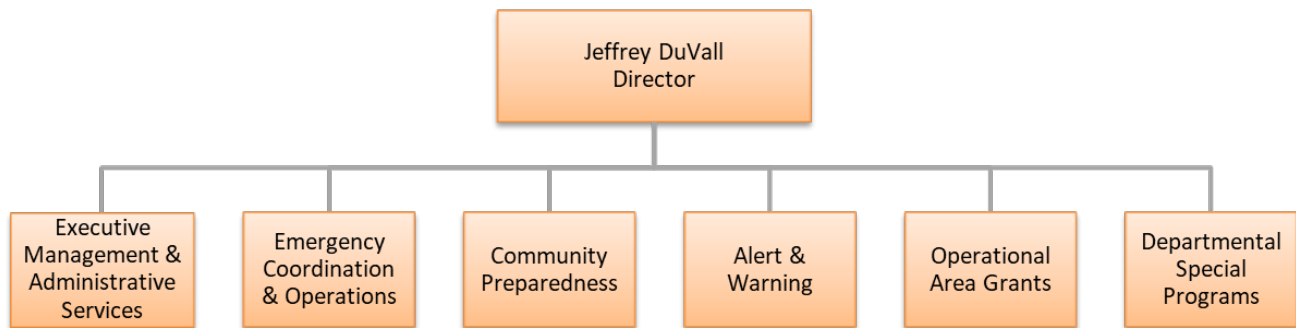 Jeffrey DuVall
Director
Executive
Management &
Administrative
Services
Emergency
Coordination
& Operations
Community
Preparedness
Alert &
Warning
Operational
Area Grants
Departmental
Special
Programs